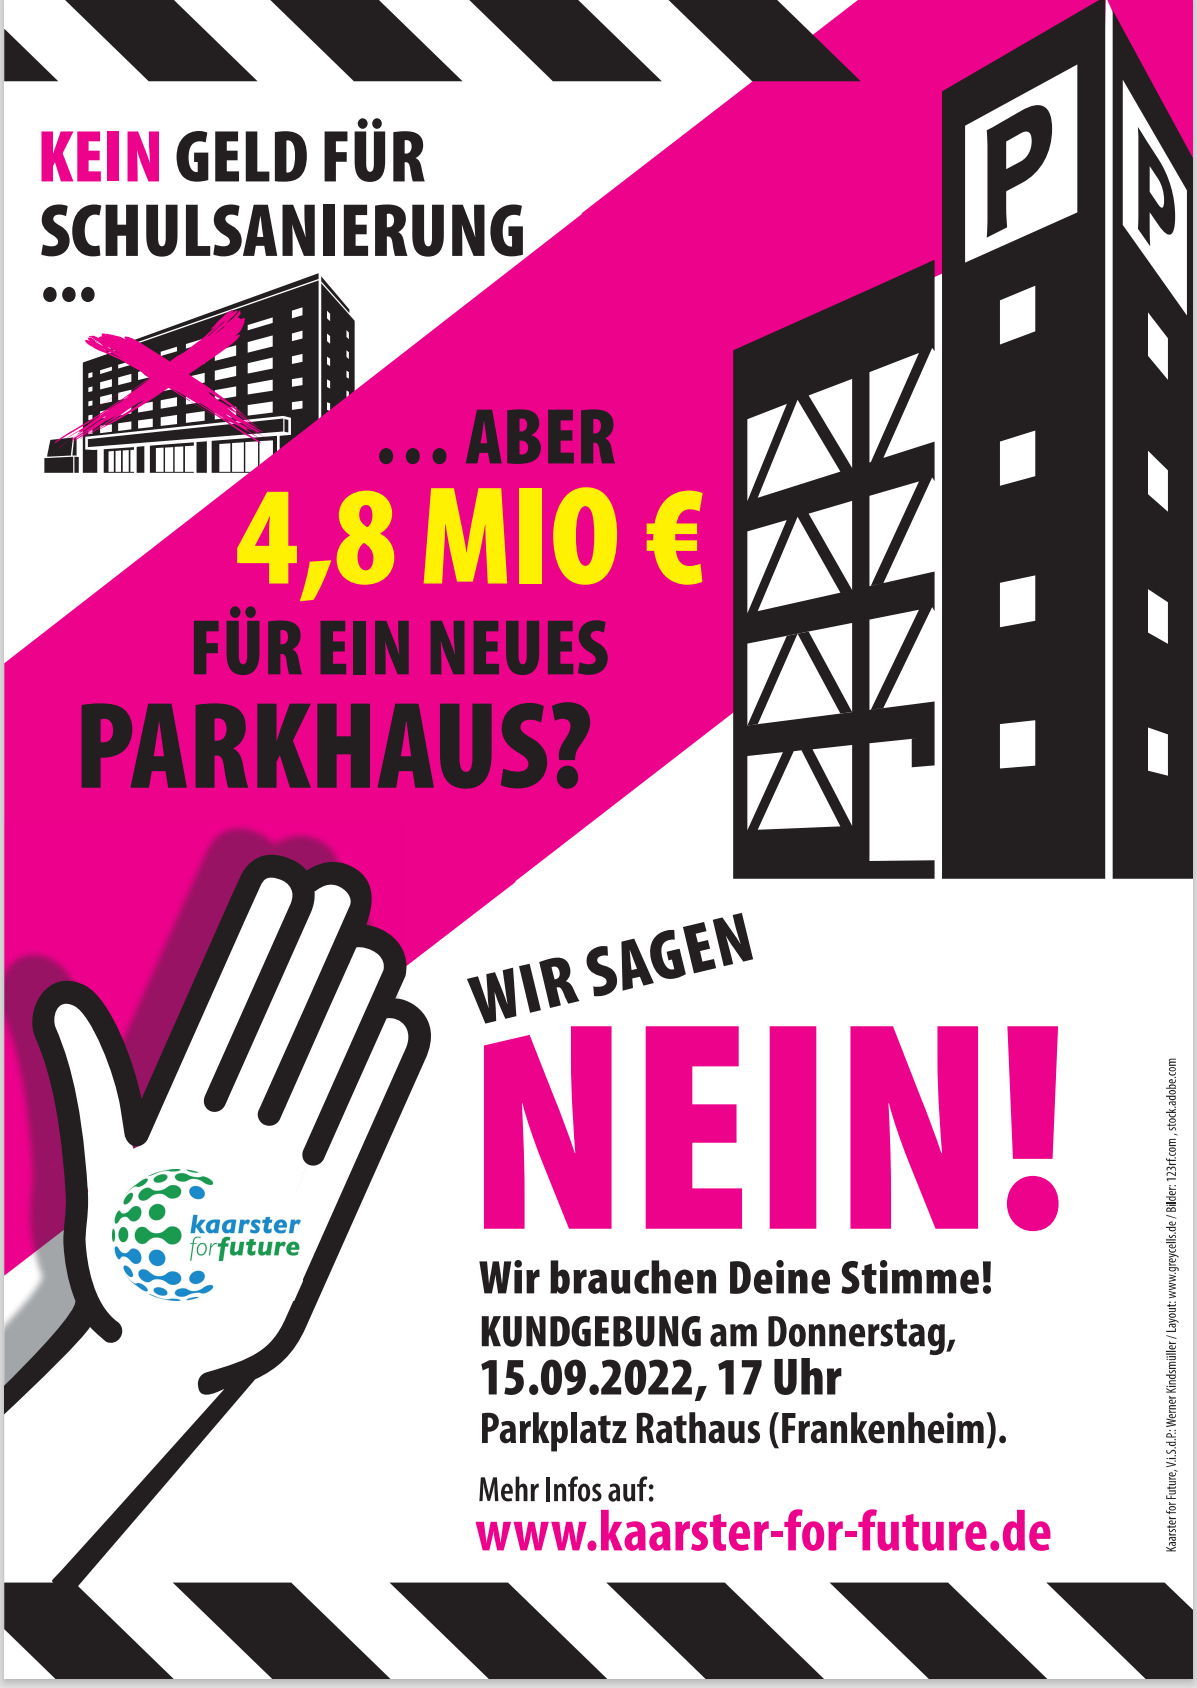 KEIN GELD FÜR
SCHULSANIERUNG
...
... ABER
4,8 MIO €
FÜR EIN NEUES
PARKHAUS?
P
P
WIR SAGEN
NEIN!
kaarster
forfuture
Wir brauchen Deine Stimme!
KUNDGEBUNG am Donnerstag,
15.09.2022, 17 Uhr
Parkplatz Rathaus (Frankenheim).
Mehr Infos auf:
www.kaarster-for-future.de
Kaarster for Future, V.i.S.d.P.: Werner Kindsmüller / Layout: www.greycells.de / Bilder: 123rf.com , stock.adobe.com